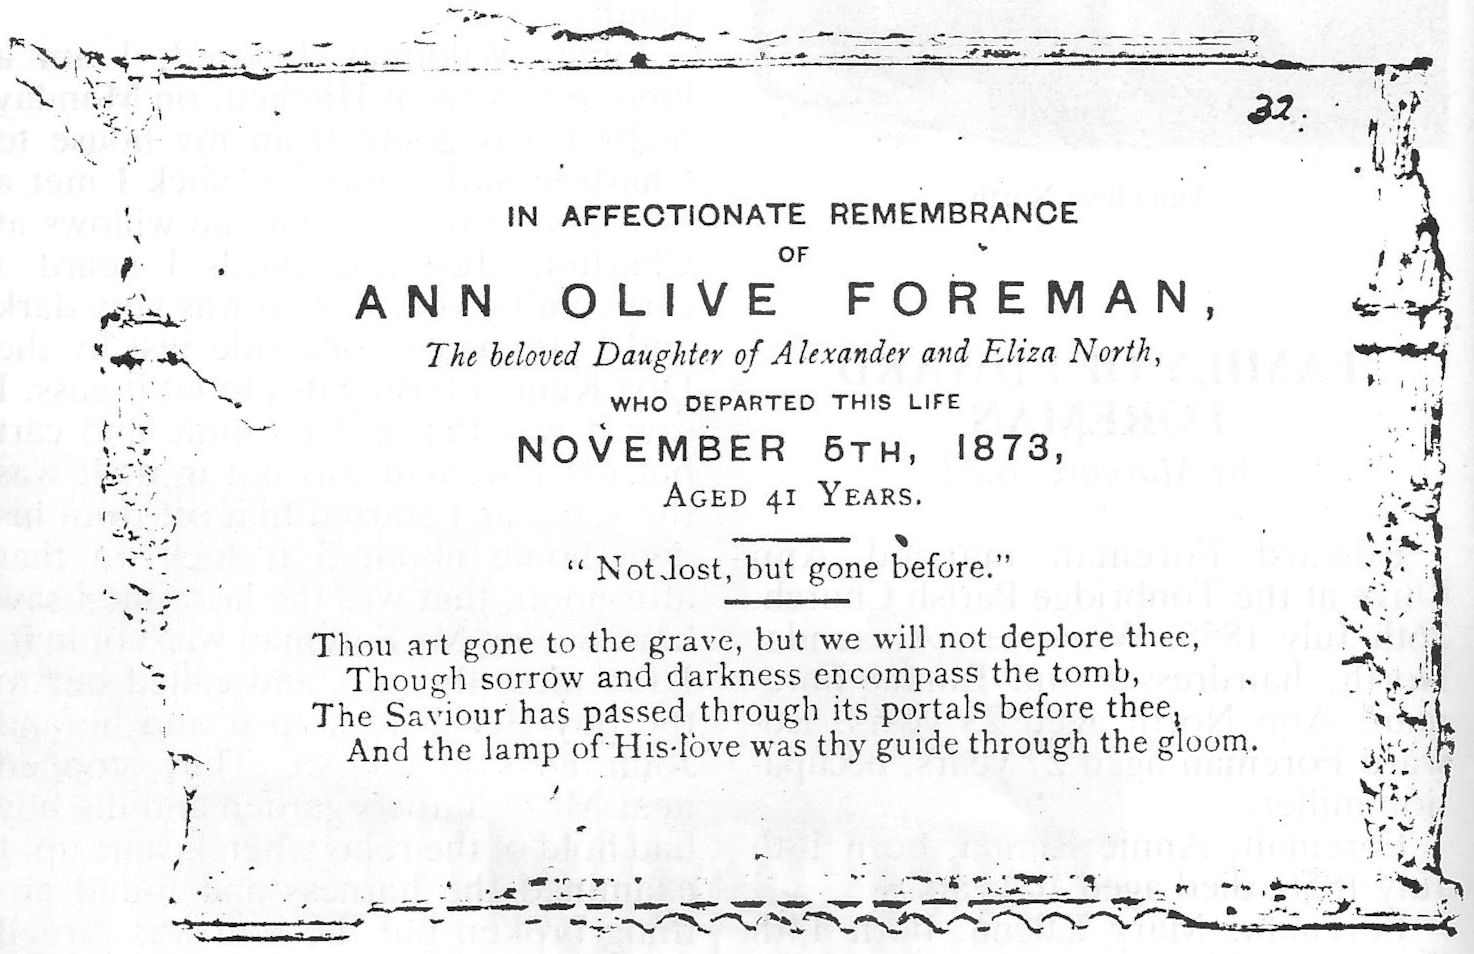 32.
IN AFFECTIONATE REMEMBRANCE
OF
ANN OLIVE FOREMAN,
The beloved Daughter of Alexander and Eliza North,
WHO DEPARTED THIS LIFE
NOVEMBER 5TH, 1873,
AGED 41 YEARS.
“Not lost, but gone before.”
Thou art gone to the grave, but we will not deplore thee,
Though sorrow and darkness encompass the tomb,
The Saviour has passed through its portals before thee,
And the lamp of His love was thy guide through the gloom.